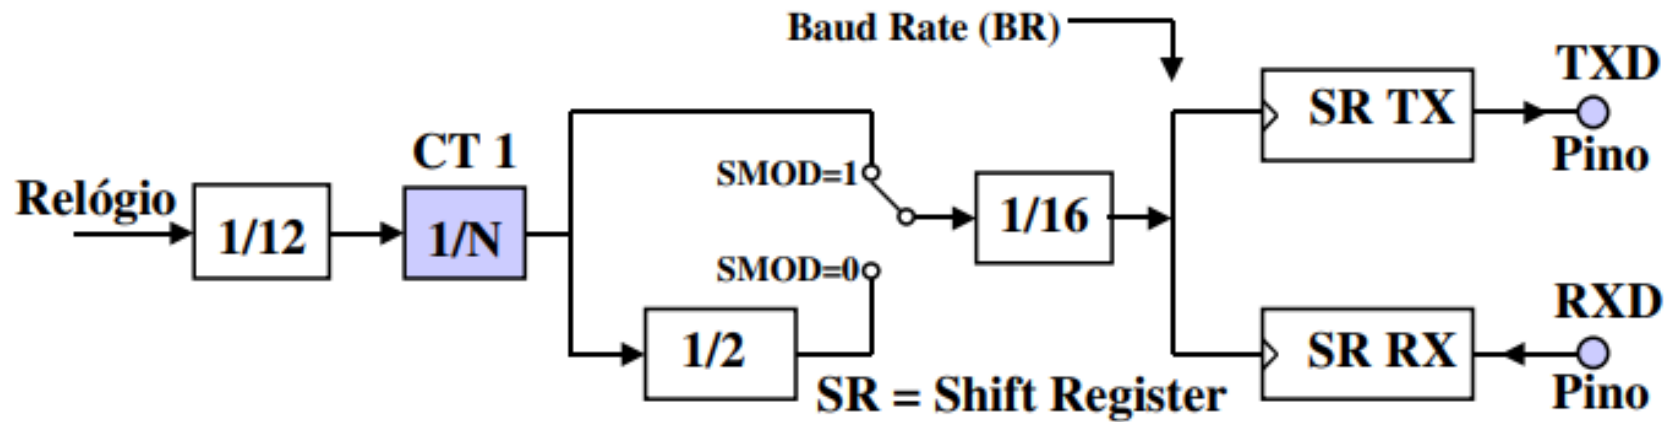 Baud Rate (BR)
TXD
SR TX
Pino
CT 1
Relógio
1/12
1/N
SMOD=1
1/16
SMOD=0
1/2
RXD
SR RX
Pino
SR = Shift Register